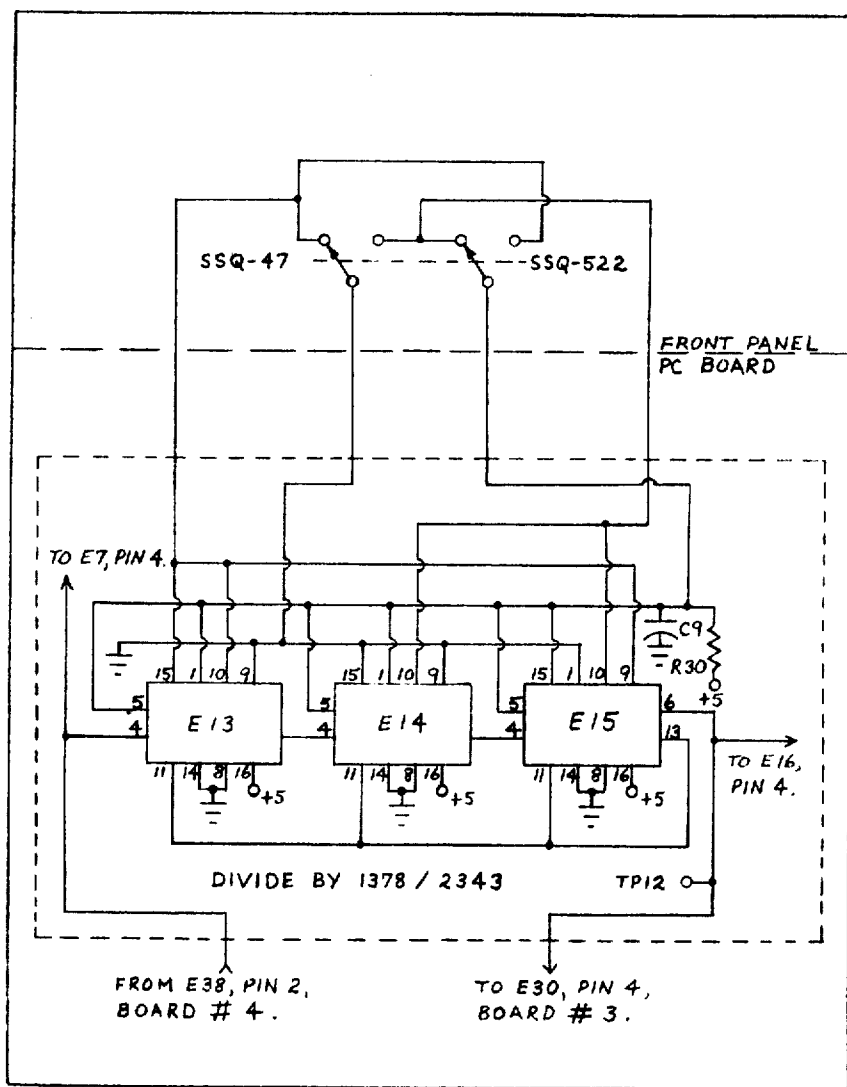 SSQ-47
SSQ-522
FRONT PANEL
PC BOARD
TO E7, PIN 4.
C9
R30
+5
15 1 10 9
15 1 10 9
15 1 10 9
5
4
E13
5
4
E14
5
4
E15
6
13
11 14 8 16
+5
11 14 8 16
+5
11 14 8 16
+5
TO E16,
PIN 4.
DIVIDE BY 1378 / 2343
TP12
FROM E38, PIN 2,
BOARD # 4.
TO E30, PIN 4,
BOARD # 3.